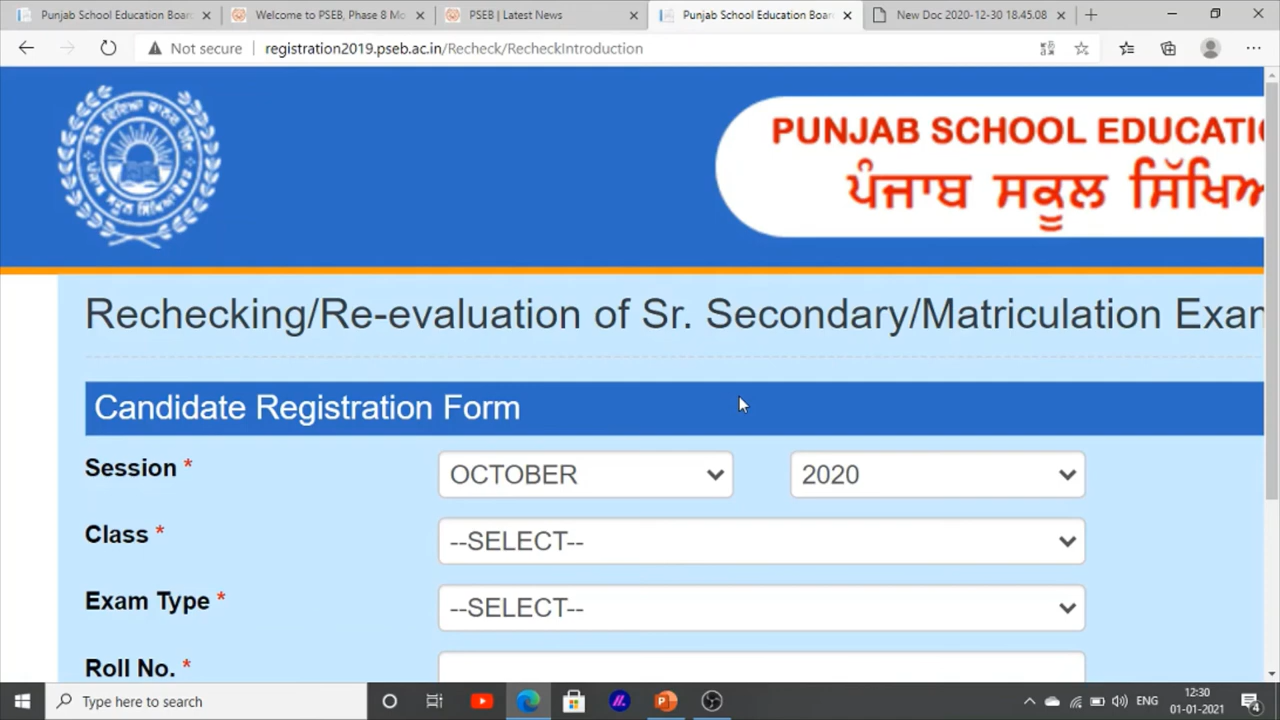 Punjab School Education Boar
Welcome to PSEB, Phase 8 Mo
PSEB | Latest News
Punjab School Education Boar
New Doc 2020-12-30 18.45.08
Not secure
registration2019.pseb.ac.in/Recheck/RecheckIntroduction
PUNJAB SCHOOL EDUCATI
ਪੰਜਾਬ ਸਕੂਲ ਸਿੱਖਿਅ
Rechecking/Re-evaluation of Sr. Secondary/Matriculation Exam
Candidate Registration Form
Session *
OCTOBER
2020
Class *
--SELECT--
Exam Type *
--SELECT--
Roll No. *
Type here to search
ENG
12:30
01-01-2021
4